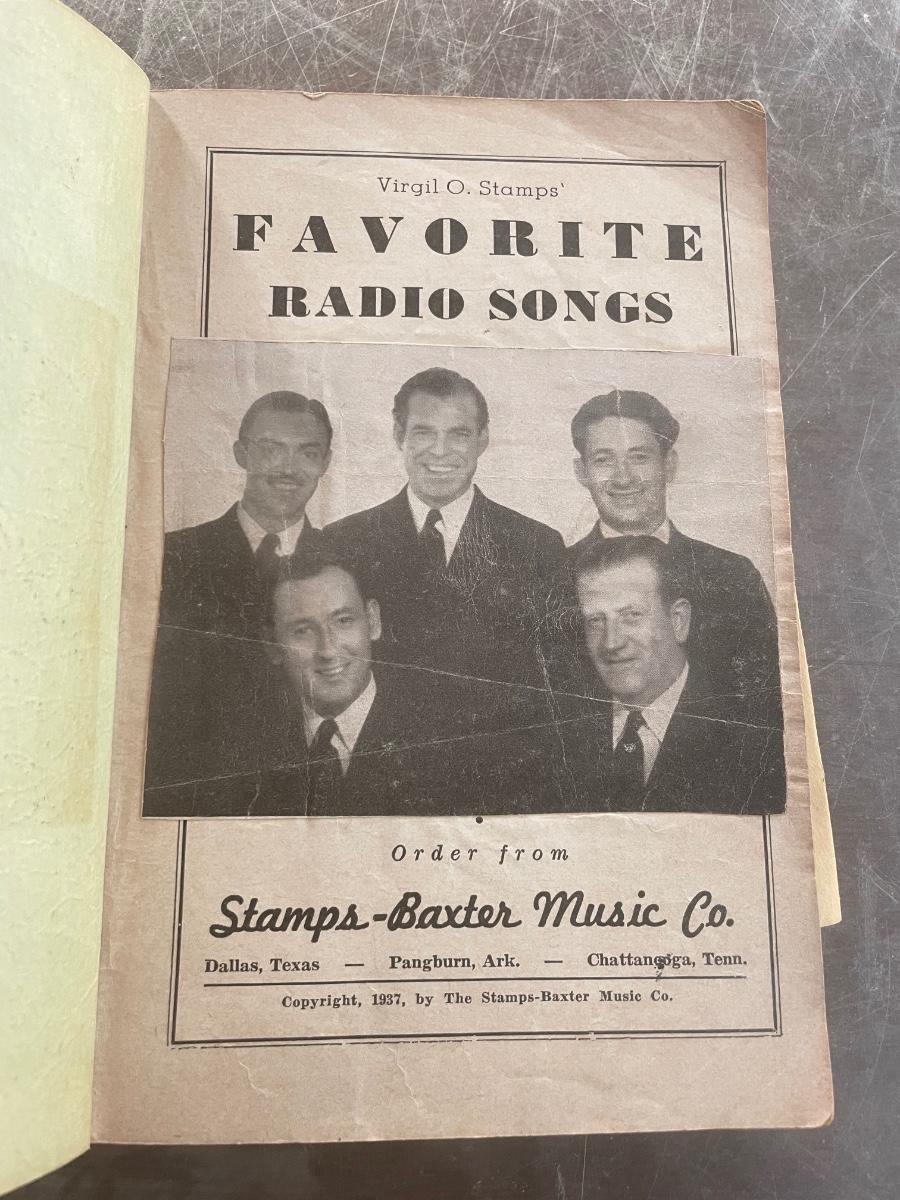 Virgil O. Stamps'
FAVORITE
RADIO SONGS
Order from
Stamps-Baxter Music Co.
Dallas, Texas — Pangburn, Ark. — Chattanooga, Tenn.
Copyright, 1937, by The Stamps-Baxter Music Co.